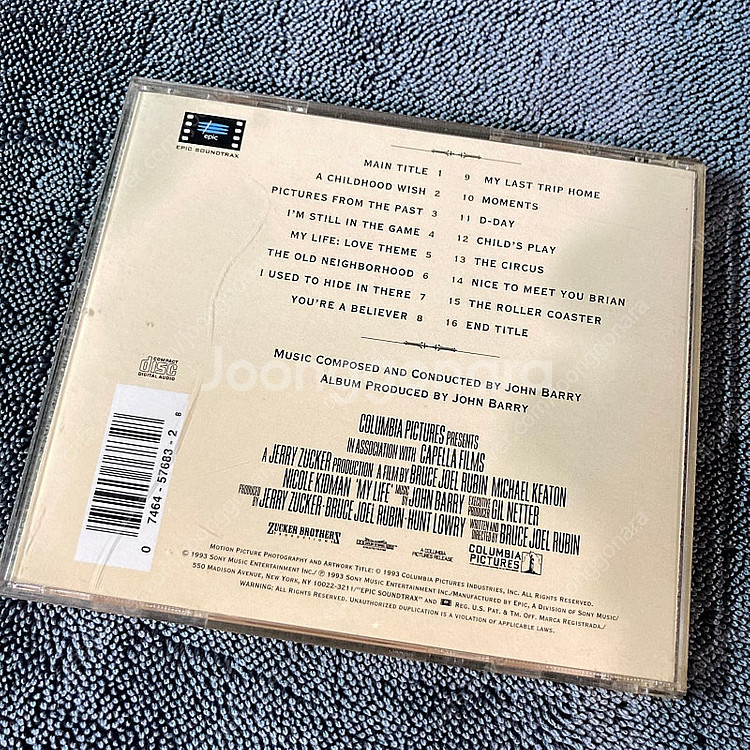 epic
EPIC SOUNDTRAX
MAIN TITLE 1
A CHILDHOOD WISH 2
PICTURES FROM THE PAST 3
I'M STILL IN THE GAME 4
MY LIFE: LOVE THEME 5
THE OLD NEIGHBORHOOD 6
I USED TO HIDE IN THERE 7
YOU'RE A BELIEVER 8
9 MY LAST TRIP HOME
10 MOMENTS
11 D-DAY
12 CHILD'S PLAY
13 THE CIRCUS
14 NICE TO MEET YOU BRIAN
15 THE ROLLER COASTER
16 END TITLE
MUSIC COMPOSED AND CONDUCTED BY JOHN BARRY
ALBUM PRODUCED BY JOHN BARRY
COMPACT
disc
DIGITAL AUDIO
0 7464-57683-2 6
COLUMBIA PICTURES PRESENTS
IN ASSOCIATION WITH CAPELLA FILMS
A JERRY ZUCKER PRODUCTION A FILM BY BRUCE JOEL RUBIN MICHAEL KEATON
NICOLE KIDMAN "MY LIFE" MUSIC BY JOHN BARRY EXECUTIVE PRODUCER GIL NETTER
PRODUCED BY JERRY ZUCKER · BRUCE JOEL RUBIN · HUNT LOWRY WRITTEN AND DIRECTED BY BRUCE JOEL RUBIN
ZUCKER BROTHERS
PRODUCTIONS
A COLUMBIA
PICTURES RELEASE
COLUMBIA
PICTURES
MOTION PICTURE PHOTOGRAPHY AND ARTWORK TITLE: © 1993 COLUMBIA PICTURES INDUSTRIES, INC. ALL RIGHTS RESERVED.
© 1993 SONY MUSIC ENTERTAINMENT INC./℗ 1993 SONY MUSIC ENTERTAINMENT INC./MANUFACTURED BY EPIC, A DIVISION OF SONY MUSIC/
550 MADISON AVENUE, NEW YORK, NY 10022-3211/"EPIC SOUNDTRAX" AND REG. U.S. PAT. & TM. OFF. MARCA REGISTRADA./
WARNING: ALL RIGHTS RESERVED. UNAUTHORIZED DUPLICATION IS A VIOLATION OF APPLICABLE LAWS.
Joongonara